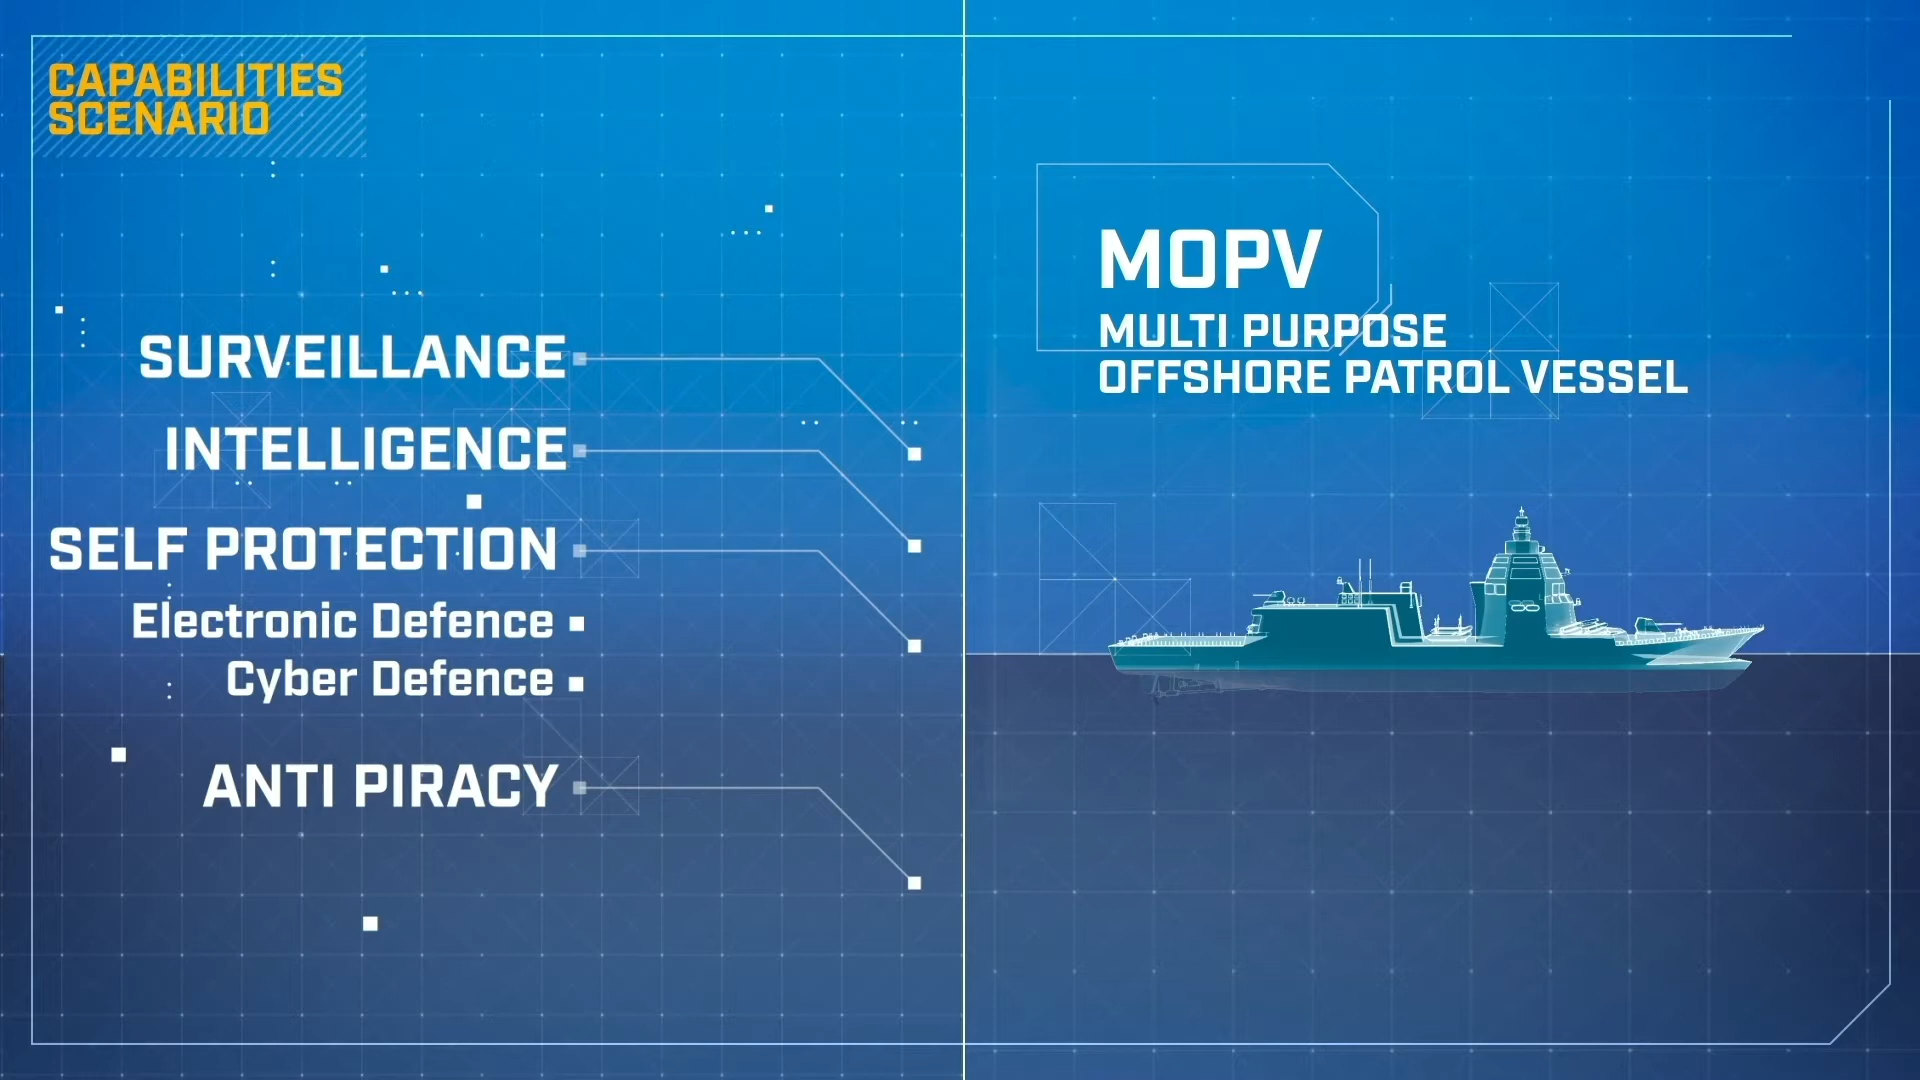 CAPABILITIES
SCENARIO
SURVEILLANCE
INTELLIGENCE
SELF PROTECTION
Electronic Defence
Cyber Defence
ANTI PIRACY
MOPV
MULTI PURPOSE
OFFSHORE PATROL VESSEL